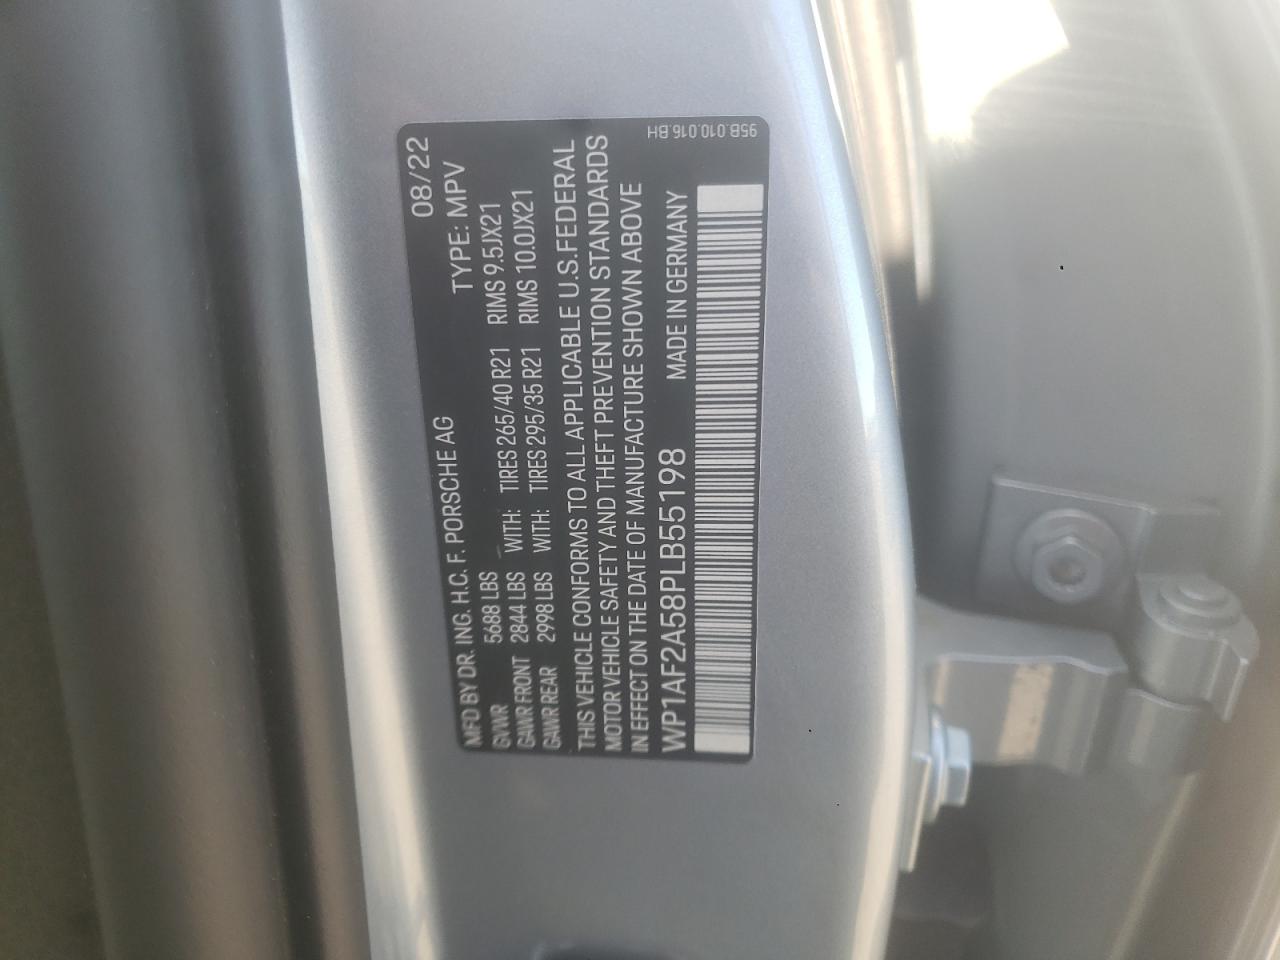 08/22
MFD BY DR. ING. H.C. F. PORSCHE AG TYPE: MPV
GVWR 5688 LBS
GAWR FRONT 2844 LBS WITH: TIRES 265/40 R21 RIMS 9.5JX21
GAWR REAR 2998 LBS WITH: TIRES 295/35 R21 RIMS 10.0JX21
THIS VEHICLE CONFORMS TO ALL APPLICABLE U.S.FEDERAL
MOTOR VEHICLE SAFETY AND THEFT PREVENTION STANDARDS
IN EFFECT ON THE DATE OF MANUFACTURE SHOWN ABOVE
WP1AF2A58PLB55198 MADE IN GERMANY
95B.010.016.BH